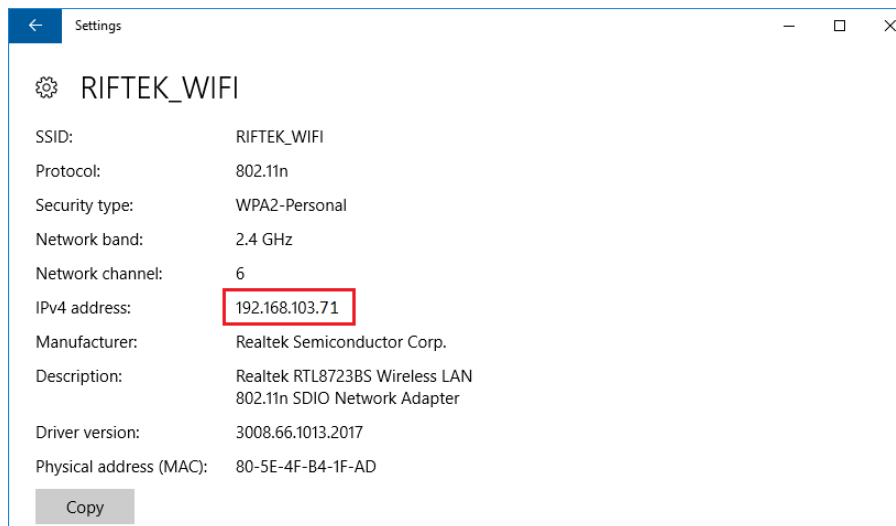 Settings
RIFTEK_WIFI
SSID: RIFTEK_WIFI
Protocol: 802.11n
Security type: WPA2-Personal
Network band: 2.4 GHz
Network channel: 6
IPv4 address: 192.168.103.71
Manufacturer: Realtek Semiconductor Corp.
Description: Realtek RTL8723BS Wireless LAN
802.11n SDIO Network Adapter
Driver version: 3008.66.1013.2017
Physical address (MAC): 80-5E-4F-B4-1F-AD
Copy